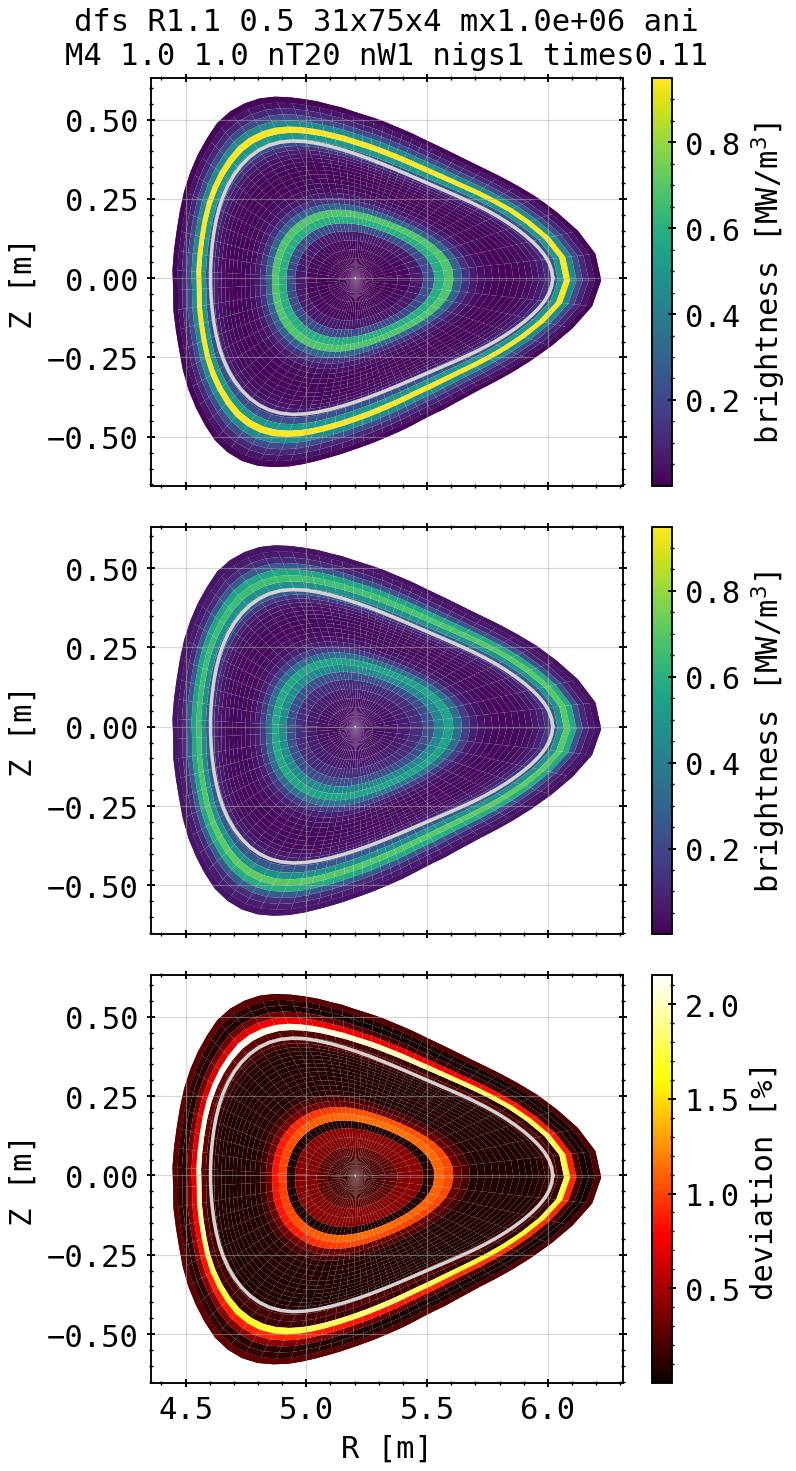 dfs R1.1 0.5 31x75x4 mx1.0e+06 ani
M4 1.0 1.0 nT20 nW1 nigs1 times0.11
0.50
0.25
0.00
−0.25
−0.50
Z [m]
0.8
0.6
0.4
0.2
brightness [MW/m³]
0.50
0.25
0.00
−0.25
−0.50
Z [m]
0.8
0.6
0.4
0.2
brightness [MW/m³]
0.50
0.25
0.00
−0.25
−0.50
Z [m]
2.0
1.5
1.0
0.5
deviation [%]
4.5 5.0 5.5 6.0
R [m]